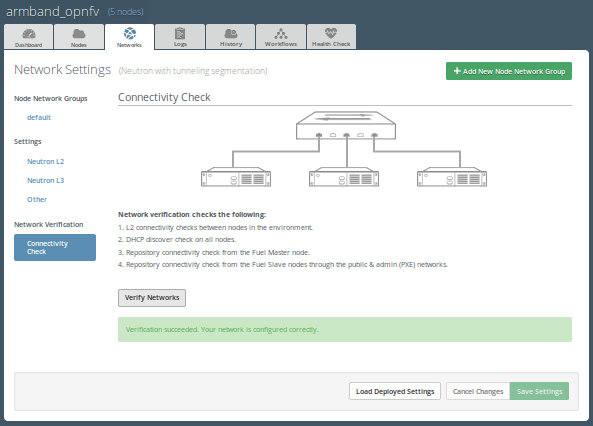 armband_opnfv (5 nodes)
Dashboard
Nodes
Networks
Logs
History
Workflows
Health Check
Network Settings (Neutron with tunneling segmentation)
Add New Node Network Group
Node Network Groups
default
Settings
Neutron L2
Neutron L3
Other
Network Verification
Connectivity
Check
Connectivity Check
Network verification checks the following:
1. L2 connectivity checks between nodes in the environment.
2. DHCP discover check on all nodes.
3. Repository connectivity check from the Fuel Master node.
4. Repository connectivity check from the Fuel Slave nodes through the public & admin (PXE) networks.
Verify Networks
Verification succeeded. Your network is configured correctly.
Load Deployed Settings
Cancel Changes
Save Settings